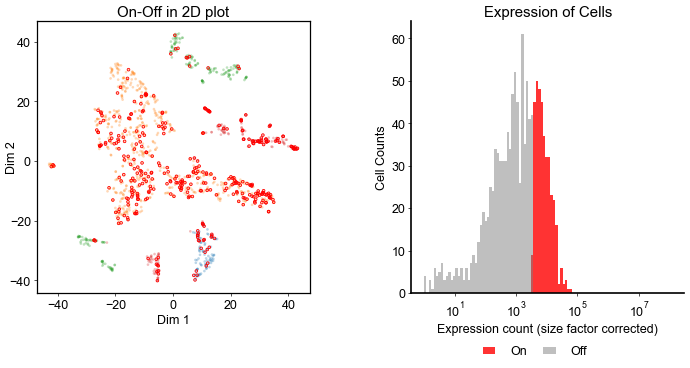 On-Off in 2D plot
Dim 2
40
20
0
−20
−40
−40 −20 0 20 40
Dim 1
Expression of Cells
Cell Counts
60
50
40
30
20
10
0
10^1 10^3 10^5 10^7
Expression count (size factor corrected)
On Off